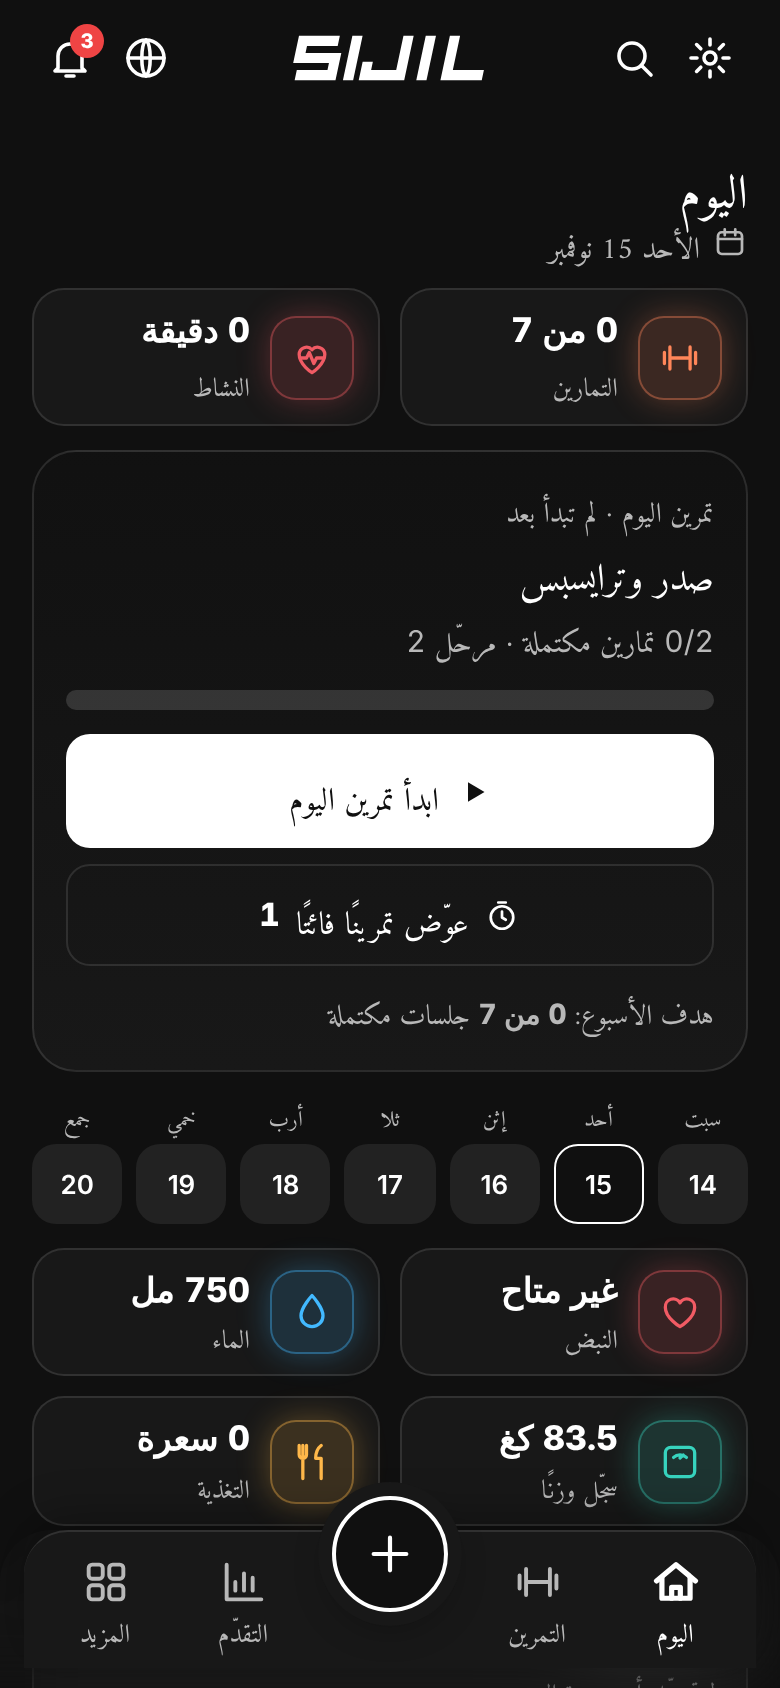 3
SIJIL
اليوم
الأحد 15 نوفمبر
0 من 7
التمارين
0 دقيقة
النشاط
تمرين اليوم · لم تبدأ بعد
صدر وترايسبس
0/2 تمارين مكتملة · مرحّل 2
ابدأ تمرين اليوم
عوّض تمرينًا فائتًا 1
هدف الأسبوع: 0 من 7 جلسات مكتملة
سبت أحد إثن ثلا أرب خمي جمع
14 15 16 17 18 19 20
غير متاح
النبض
750 مل
الماء
83.5 كغ
سجّل وزنًا
0 سعرة
التغذية
اليوم
التمرين
التقدّم
المزيد